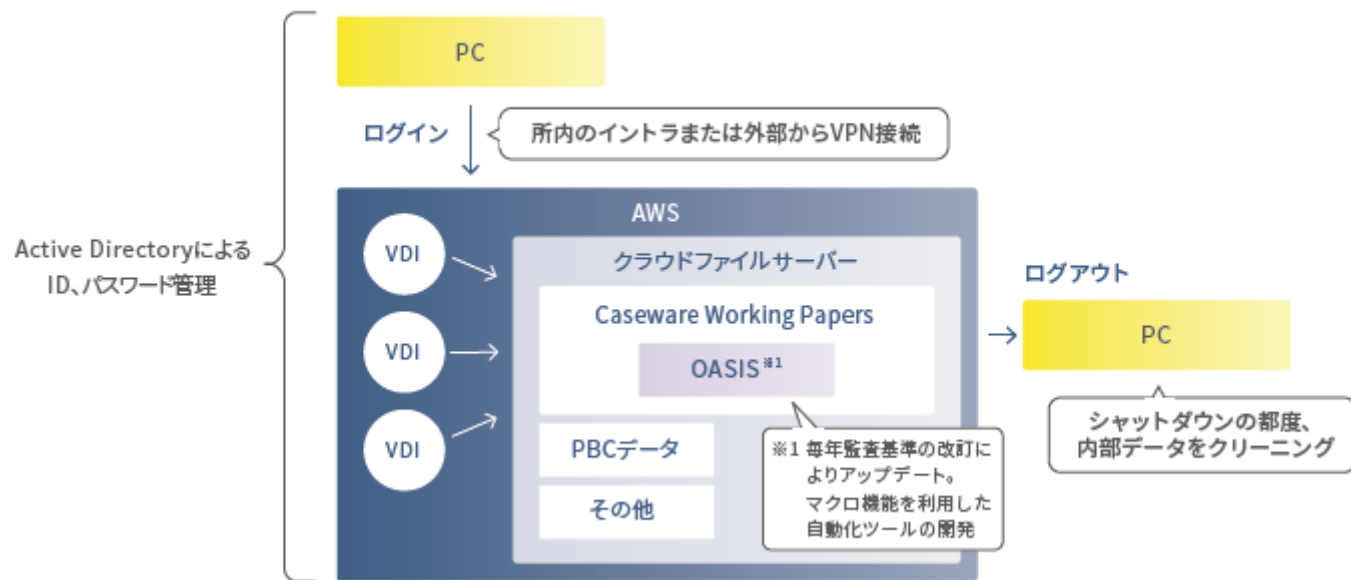 PC
ログイン
所内のイントラまたは外部からVPN接続
Active Directoryによる
ID、パスワード管理
AWS
VDI
VDI
VDI
クラウドファイルサーバー
Caseware Working Papers
OASIS※1
PBCデータ
その他
※1 毎年監査基準の改訂に
よりアップデート。
マクロ機能を利用した
自動化ツールの開発
ログアウト
PC
シャットダウンの都度、
内部データをクリーニング